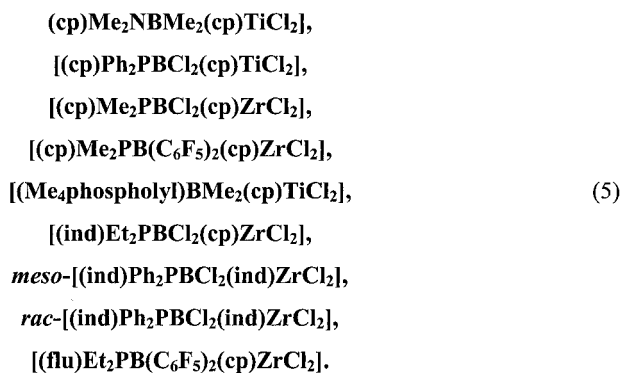 (cp)Me₂NBMe₂(cp)TiCl₂],
[(cp)Ph₂PBCl₂(cp)TiCl₂],
[(cp)Me₂PBCl₂(cp)ZrCl₂],
[(cp)Me₂PB(C₆F₅)₂(cp)ZrCl₂],
[(Me₄phospholyl)BMe₂(cp)TiCl₂], (5)
[(ind)Et₂PBCl₂(cp)ZrCl₂],
meso-[(ind)Ph₂PBCl₂(ind)ZrCl₂],
rac-[(ind)Ph₂PBCl₂(ind)ZrCl₂],
[(flu)Et₂PB(C₆F₅)₂(cp)ZrCl₂].